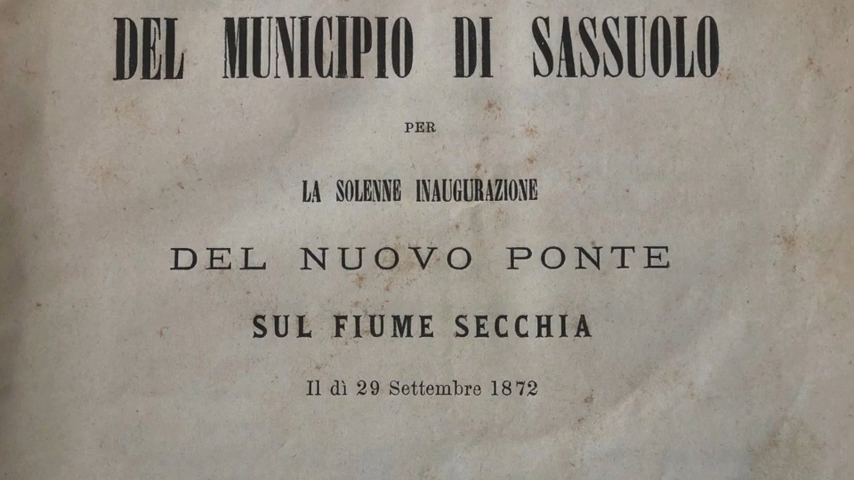 DEL MUNICIPIO DI SASSUOLO
PER
LA SOLENNE INAUGURAZIONE
DEL NUOVO PONTE
SUL FIUME SECCHIA
Il dì 29 Settembre 1872